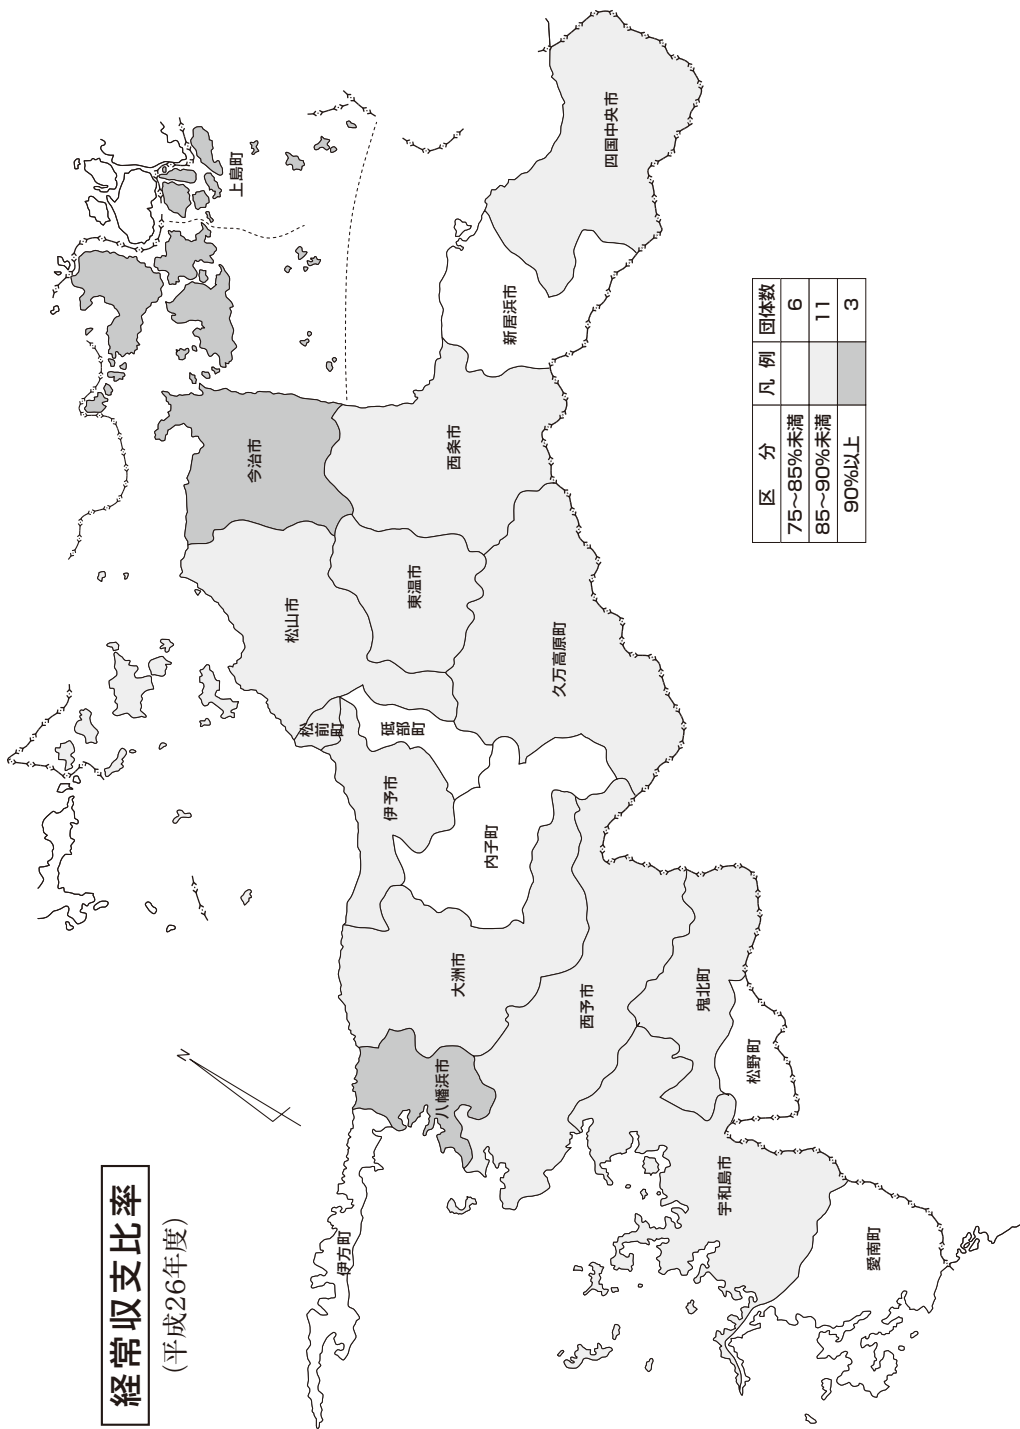 経常収支比率
(平成26年度)
N
上島町
四国中央市
新居浜市
西条市
今治市
東温市
松山市
久万高原町
松前町
砥部町
伊予市
内子町
大洲市
西予市
鬼北町
松野町
八幡浜市
伊方町
宇和島市
愛南町
区 分 凡 例 団体数
75~85%未満 6
85~90%未満 11
90%以上 3